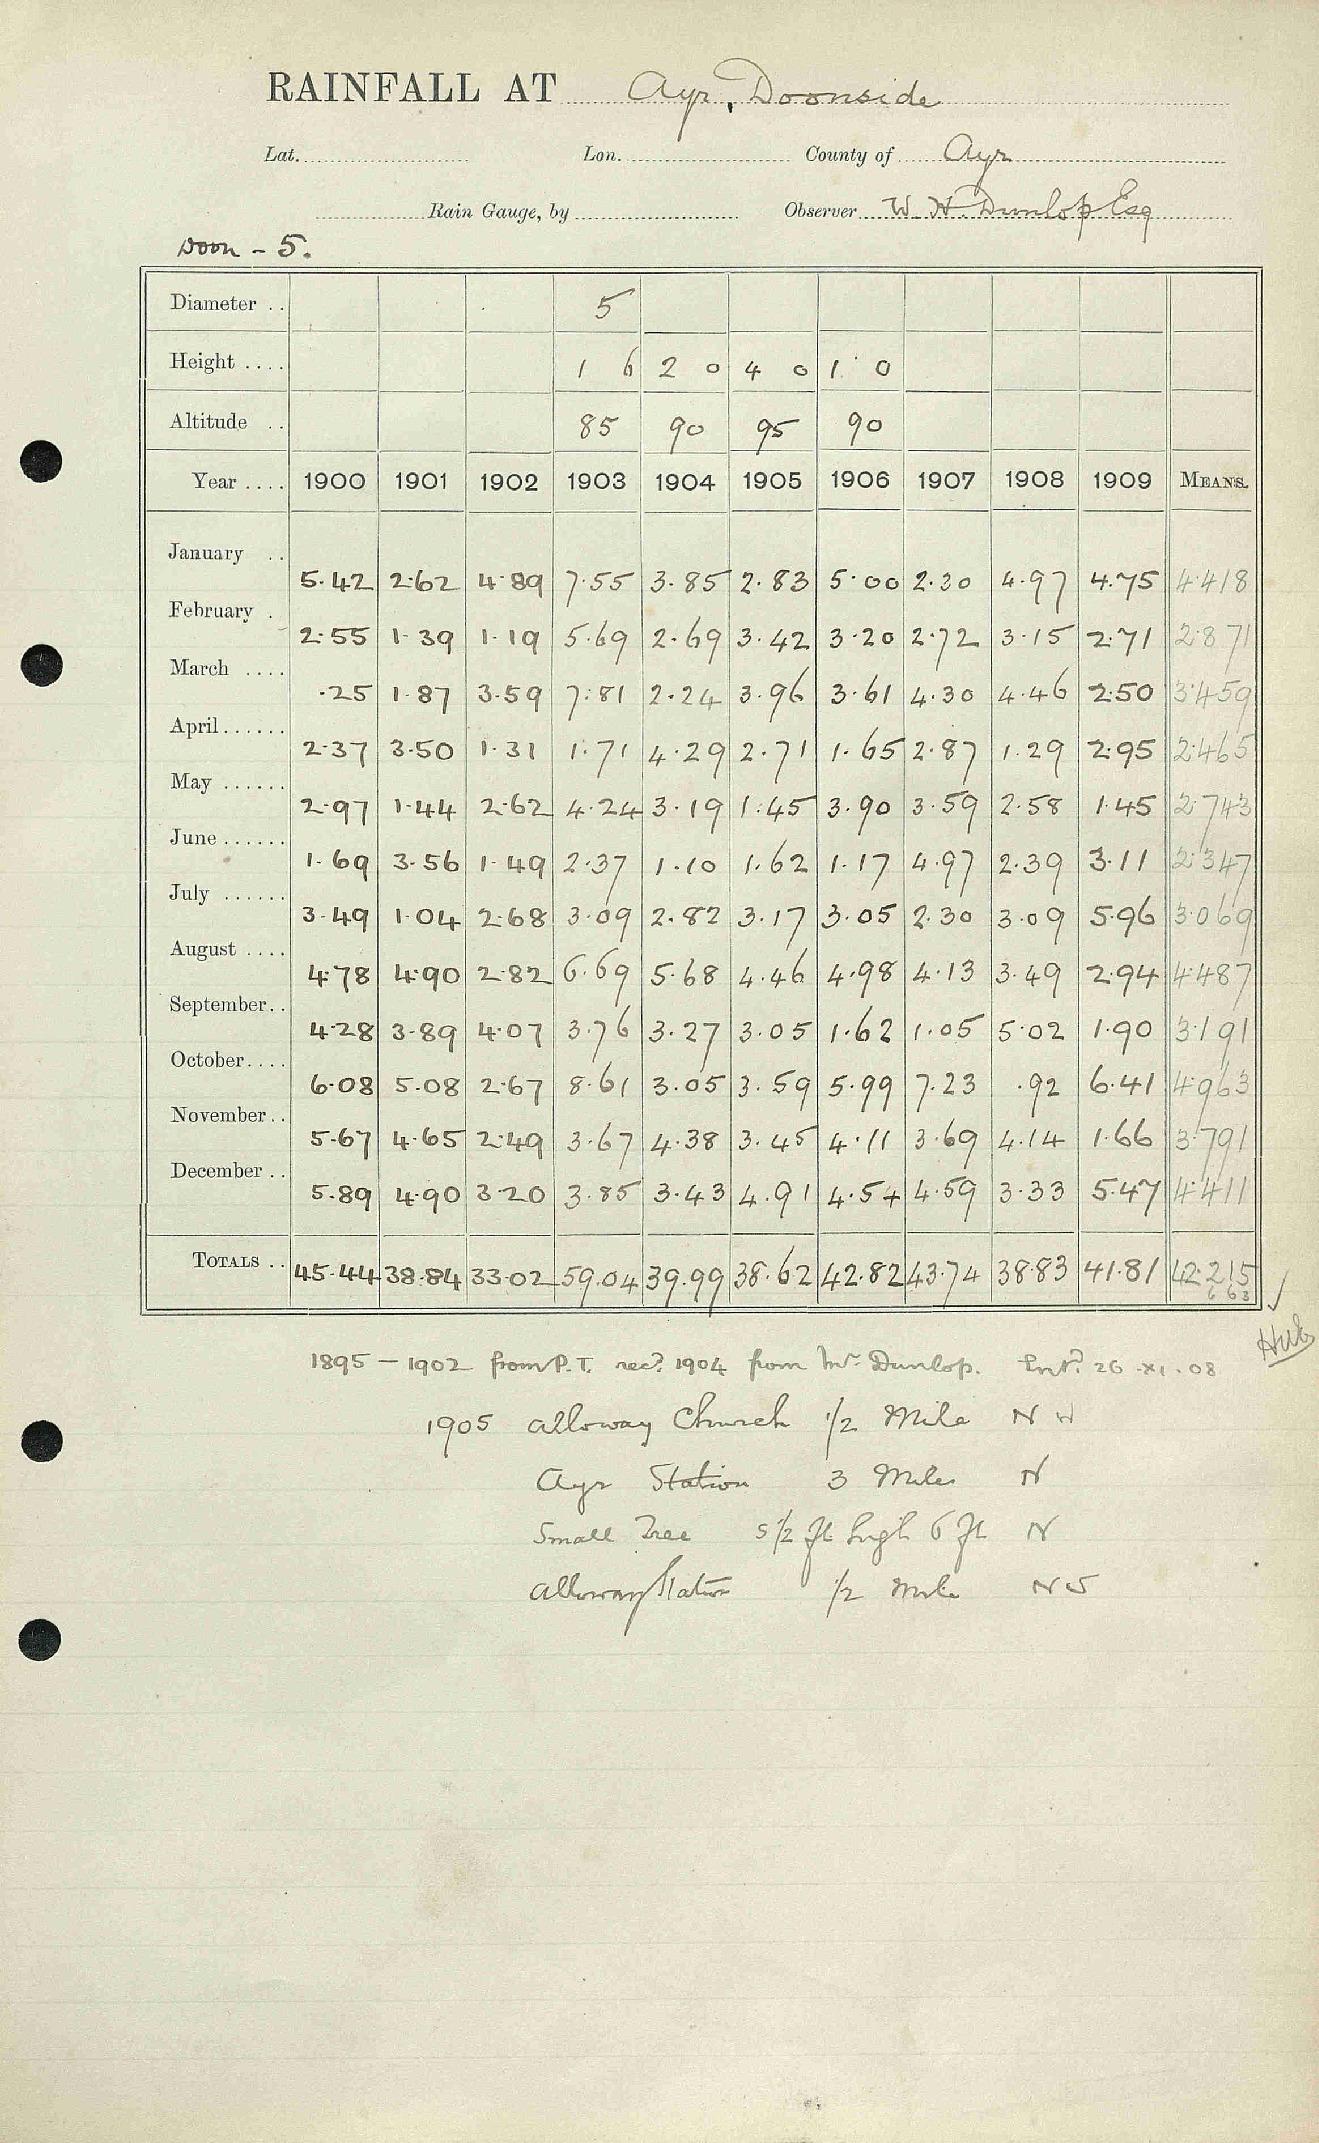 RAINFALL AT Ayr, Doonside
Lat. Lon. County of Ayr
Rain Gauge, by Observer W. H. Dunlop Esq
Doon - 5.
Diameter .. 5
Height .... 1 6 2 0 4 0 1 0
Altitude .. 85 90 95 90
Year .... 1900 1901 1902 1903 1904 1905 1906 1907 1908 1909 MEANS.
January .. 5.42 2.62 4.89 7.55 3.85 2.83 5.00 2.30 4.97 4.75 4.418
February . 2.55 1.39 1.19 5.69 2.69 3.42 3.20 2.72 3.15 2.71 2.871
March .... .25 1.87 3.59 7.81 2.24 3.96 3.61 4.30 4.46 2.50 3.459
April...... 2.37 3.50 1.31 1.71 4.29 2.71 1.65 2.87 1.29 2.95 2.465
May ...... 2.97 1.44 2.62 4.24 3.19 1.45 3.90 3.59 2.58 1.45 2.743
June ...... 1.69 3.56 1.49 2.37 1.10 1.62 1.17 4.97 2.39 3.11 2.347
July ...... 3.49 1.04 2.68 3.09 2.82 3.17 3.05 2.30 3.09 5.96 3.069
August .... 4.78 4.90 2.82 6.69 5.68 4.46 4.98 4.13 3.49 2.94 4.487
September.. 4.28 3.89 4.07 3.76 3.27 3.05 1.62 1.05 5.02 1.90 3.191
October.... 6.08 5.08 2.67 8.61 3.05 3.59 5.99 7.23 .92 6.41 4.963
November.. 5.67 4.65 2.49 3.67 4.38 3.45 4.11 3.69 4.14 1.66 3.791
December .. 5.89 4.90 3.20 3.85 3.43 4.91 4.54 4.59 3.33 5.47 4.411
TOTALS .. 45.44 38.84 33.02 59.04 39.99 38.62 42.82 43.74 38.83 41.81 42.215
1895 - 1902 from P.T. recd. 1904 from Mr. Dunlop. Entd. 26.XI.08
1905 Alloway Church 1/2 Mile N W
Ayr Station 3 Miles N
Small Tree 5 1/2 ft high 6 ft N
Alloway Station 1/2 Mile N